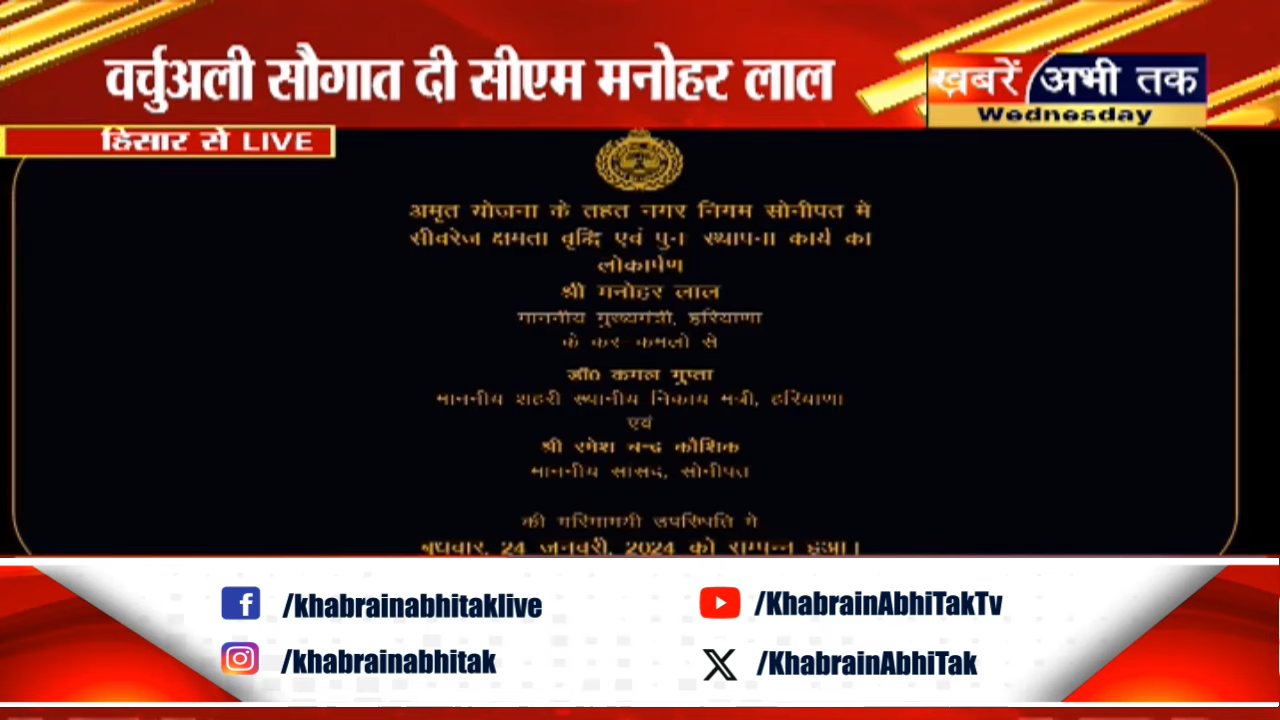 वर्चुअली सौगात दी सीएम मनोहर लाल
ख़बरें अभी तक
Wednesday
हिसार से LIVE
अमृत योजना के तहत नगर निगम सोनीपत में
सीवरेज क्षमता वृद्धि एवं पुनः स्थापना कार्य का
लोकार्पण
श्री मनोहर लाल
माननीय मुख्यमंत्री, हरियाणा
के कर कमलों से
डॉ0 कमल गुप्ता
माननीय शहरी स्थानीय निकाय मंत्री, हरियाणा
एवं
श्री रमेश चन्द्र कौशिक
माननीय सांसद, सोनीपत
की गरिमामयी उपस्थिति में
बुधवार, 24 जनवरी, 2024 को सम्पन्न हुआ।
/khabrainabhitaklive
/KhabrainAbhiTakTv
/khabrainabhitak
/KhabrainAbhiTak